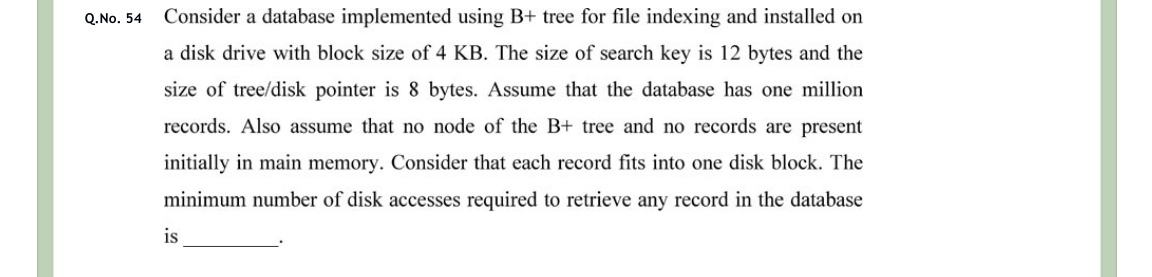 Q.No. 54 Consider a database implemented using B+ tree for file indexing and installed on
a disk drive with block size of 4 KB. The size of search key is 12 bytes and the
size of tree/disk pointer is 8 bytes. Assume that the database has one million
records. Also assume that no node of the B+ tree and no records are present
initially in main memory. Consider that each record fits into one disk block. The
minimum number of disk accesses required to retrieve any record in the database
is _________.